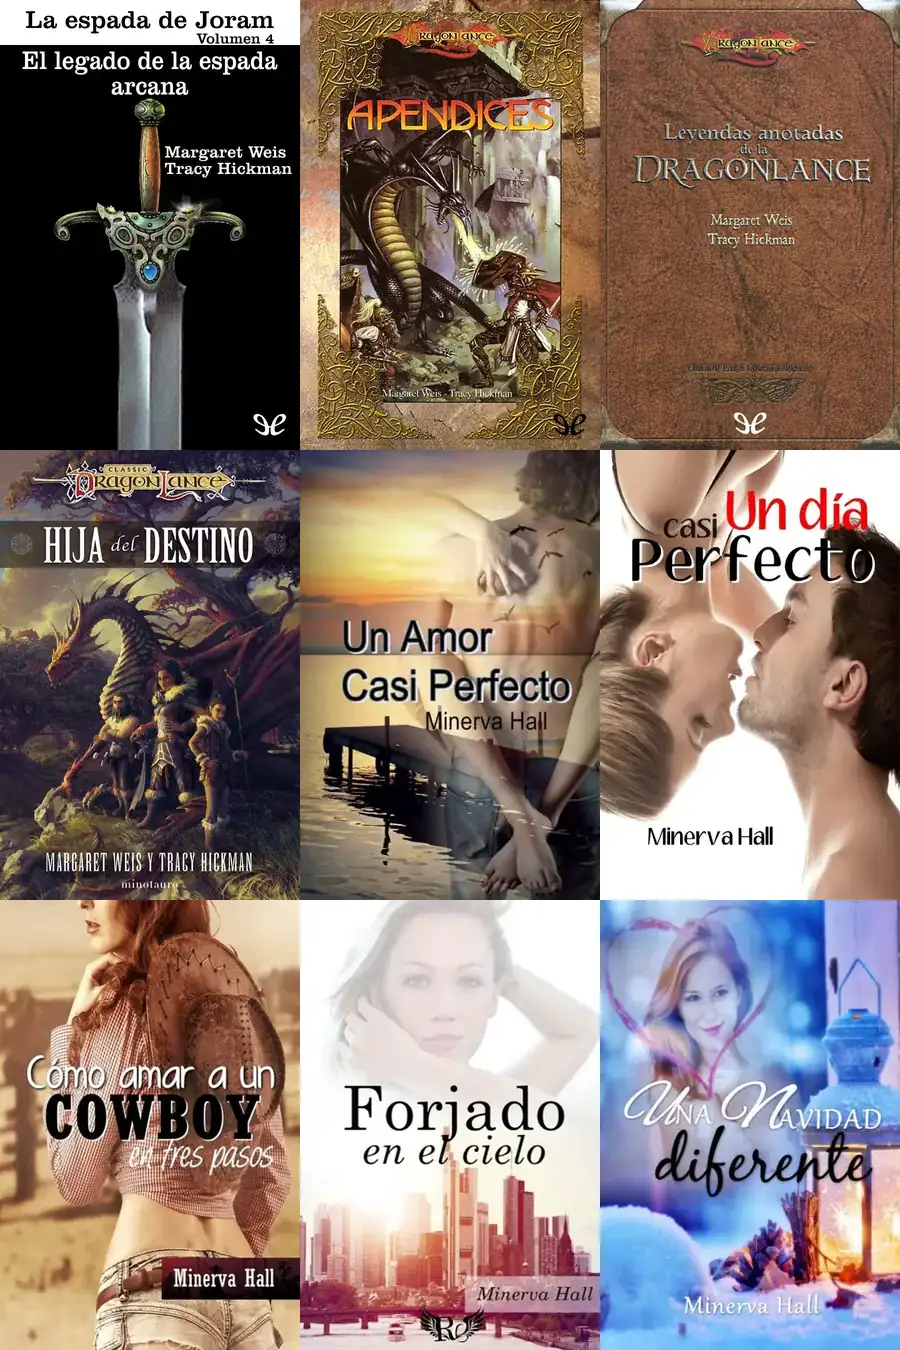 La espada de Joram
Volumen 4
El legado de la espada
arcana
Margaret Weis
Tracy Hickman
DRAGONLANCE
APENDICES
Margaret Weis - Tracy Hickman
DRAGONLANCE
Leyendas anotadas
de la
DRAGONLANCE
Margaret Weis
Tracy Hickman
CLASSIC
DRAGONLANCE
HIJA del DESTINO
MARGARET WEIS Y TRACY HICKMAN
minotauro
Un Amor
Casi Perfecto
Minerva Hall
casi Un día
Perfecto
Minerva Hall
Cómo amar a un
COWBOY
en tres pasos
Minerva Hall
Forjado
en el cielo
Minerva Hall
UNA NAVIDAD
diferente
Minerva Hall